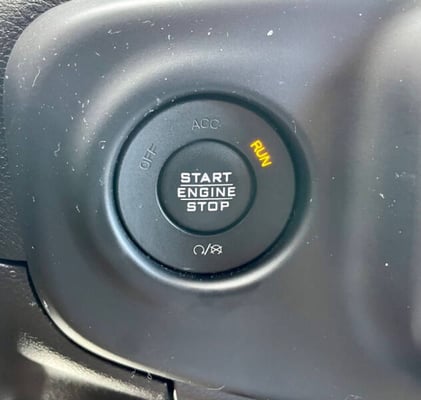 ACC
OFF
RUN
START
ENGINE
STOP